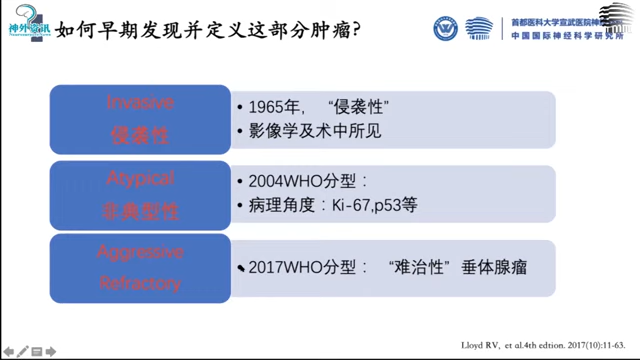 神外资讯
如何早期发现并定义这部分肿瘤?
首都医科大学宣武医院神经外科
中国国际神经科学研究所
Invasive
侵袭性
• 1965年, “侵袭性”
• 影像学及术中所见
Atypical
非典型性
• 2004WHO分型：
• 病理角度：Ki-67,p53等
Aggressive
Refractory
• 2017WHO分型： “难治性” 垂体腺瘤
Lloyd RV, et al.4th edtion. 2017(10):11-63.